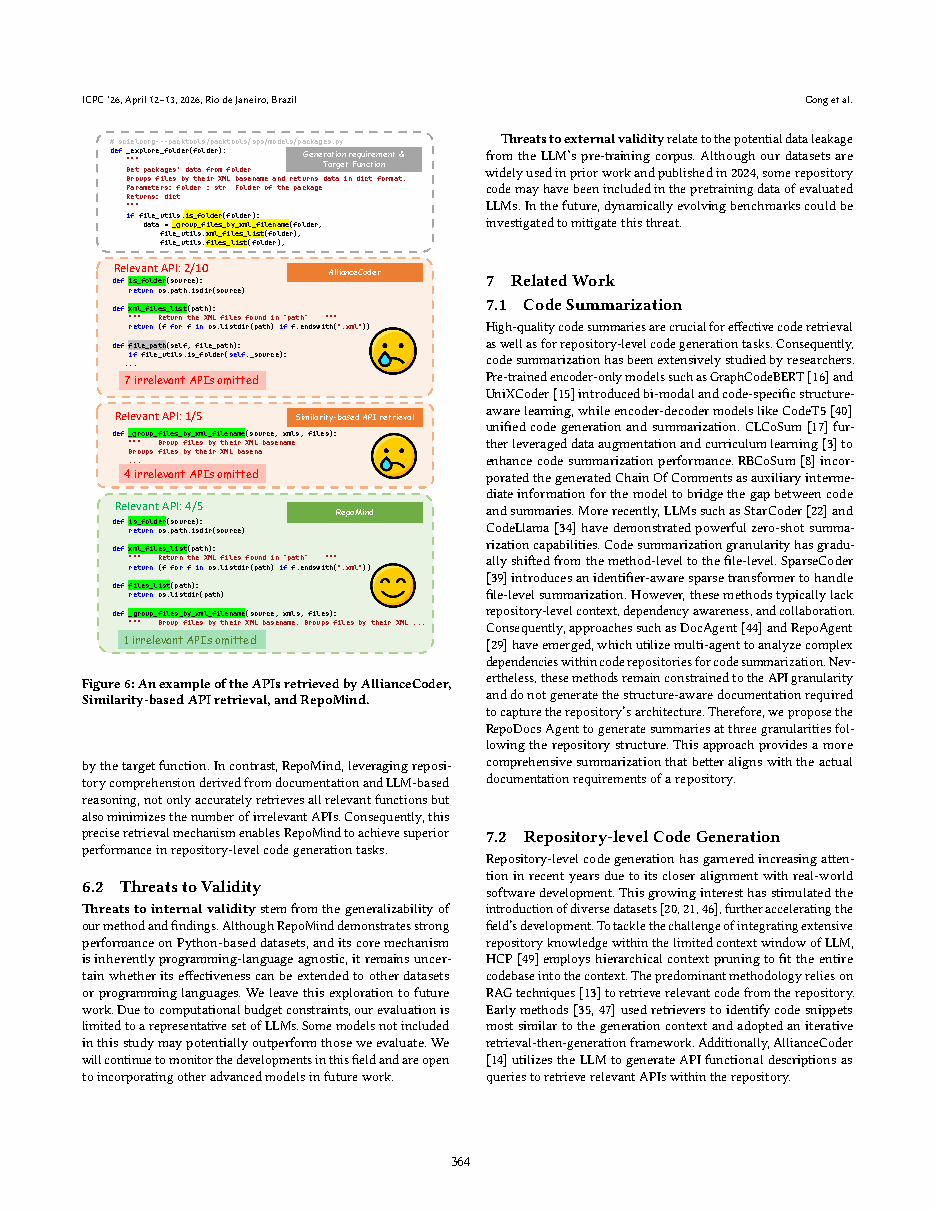 ICPC '26, April 12–13, 2026, Rio de Janeiro, Brazil
Gong et al.
# scieloorg---packtools/packtools/sps/models/packages.py
def _explore_folder(folder):
Generation requirement &
Target Function
"""
Get packages' data from folder
Groups files by their XML basename and returns data in dict format.
Parameters: folder : str. Folder of the package
Returns: dict
"""
if file_utils.is_folder(folder):
data = _group_files_by_xml_filename(folder,
file_utils.xml_files_list(folder),
file_utils.files_list(folder),
Relevant API: 2/10
AllianceCoder
def is_folder(source):
return os.path.isdir(source)
def xml_files_list(path):
""" Return the XML files found in "path" """
return (f for f in os.listdir(path) if f.endswith(".xml"))
def file_path(self, file_path):
if file_utils.is_folder(self._source):
...
7 irrelevant APIs omitted
Relevant API: 1/5
Similarity-based API retrieval
def _group_files_by_xml_filename(source, xmls, files):
""" Group files by their XML basename
Groups files by their XML basena
...
4 irrelevant APIs omitted
Relevant API: 4/5
RepoMind
def is_folder(source):
return os.path.isdir(source)
def xml_files_list(path):
""" Return the XML files found in "path" """
return (f for f in os.listdir(path) if f.endswith(".xml"))
def files_list(path):
return os.listdir(path)
def _group_files_by_xml_filename(source, xmls, files):
""" Group files by their XML basename. Groups files by their XML ...
1 irrelevant APIs omitted
Figure 6: An example of the APIs retrieved by AllianceCoder,
Similarity-based API retrieval, and RepoMind.
by the target function. In contrast, RepoMind, leveraging reposi-
tory comprehension derived from documentation and LLM-based
reasoning, not only accurately retrieves all relevant functions but
also minimizes the number of irrelevant APIs. Consequently, this
precise retrieval mechanism enables RepoMind to achieve superior
performance in repository-level code generation tasks.
6.2 Threats to Validity
Threats to internal validity stem from the generalizability of
our method and findings. Although RepoMind demonstrates strong
performance on Python-based datasets, and its core mechanism
is inherently programming-language agnostic, it remains uncer-
tain whether its effectiveness can be extended to other datasets
or programming languages. We leave this exploration to future
work. Due to computational budget constraints, our evaluation is
limited to a representative set of LLMs. Some models not included
in this study may potentially outperform those we evaluate. We
will continue to monitor the developments in this field and are open
to incorporating other advanced models in future work.
Threats to external validity relate to the potential data leakage
from the LLM's pre-training corpus. Although our datasets are
widely used in prior work and published in 2024, some repository
code may have been included in the pretraining data of evaluated
LLMs. In the future, dynamically evolving benchmarks could be
investigated to mitigate this threat.
7 Related Work
7.1 Code Summarization
High-quality code summaries are crucial for effective code retrieval
as well as for repository-level code generation tasks. Consequently,
code summarization has been extensively studied by researchers.
Pre-trained encoder-only models such as GraphCodeBERT [16] and
UniXCoder [15] introduced bi-modal and code-specific structure-
aware learning, while encoder-decoder models like CodeT5 [40]
unified code generation and summarization. CLCoSum [17] fur-
ther leveraged data augmentation and curriculum learning [3] to
enhance code summarization performance. RBCoSum [8] incor-
porated the generated Chain Of Comments as auxiliary interme-
diate information for the model to bridge the gap between code
and summaries. More recently, LLMs such as StarCoder [22] and
CodeLlama [34] have demonstrated powerful zero-shot summa-
rization capabilities. Code summarization granularity has gradu-
ally shifted from the method-level to the file-level. SparseCoder
[39] introduces an identifier-aware sparse transformer to handle
file-level summarization. However, these methods typically lack
repository-level context, dependency awareness, and collaboration.
Consequently, approaches such as DocAgent [44] and RepoAgent
[29] have emerged, which utilize multi-agent to analyze complex
dependencies within code repositories for code summarization. Nev-
ertheless, these methods remain constrained to the API granularity
and do not generate the structure-aware documentation required
to capture the repository's architecture. Therefore, we propose the
RepoDocs Agent to generate summaries at three granularities fol-
lowing the repository structure. This approach provides a more
comprehensive summarization that better aligns with the actual
documentation requirements of a repository.
7.2 Repository-level Code Generation
Repository-level code generation has garnered increasing atten-
tion in recent years due to its closer alignment with real-world
software development. This growing interest has stimulated the
introduction of diverse datasets [20, 21, 46], further accelerating the
field's development. To tackle the challenge of integrating extensive
repository knowledge within the limited context window of LLM,
HCP [49] employs hierarchical context pruning to fit the entire
codebase into the context. The predominant methodology relies on
RAG techniques [13] to retrieve relevant code from the repository.
Early methods [35, 47] used retrievers to identify code snippets
most similar to the generation context and adopted an iterative
retrieval-then-generation framework. Additionally, AllianceCoder
[14] utilizes the LLM to generate API functional descriptions as
queries to retrieve relevant APIs within the repository.
364